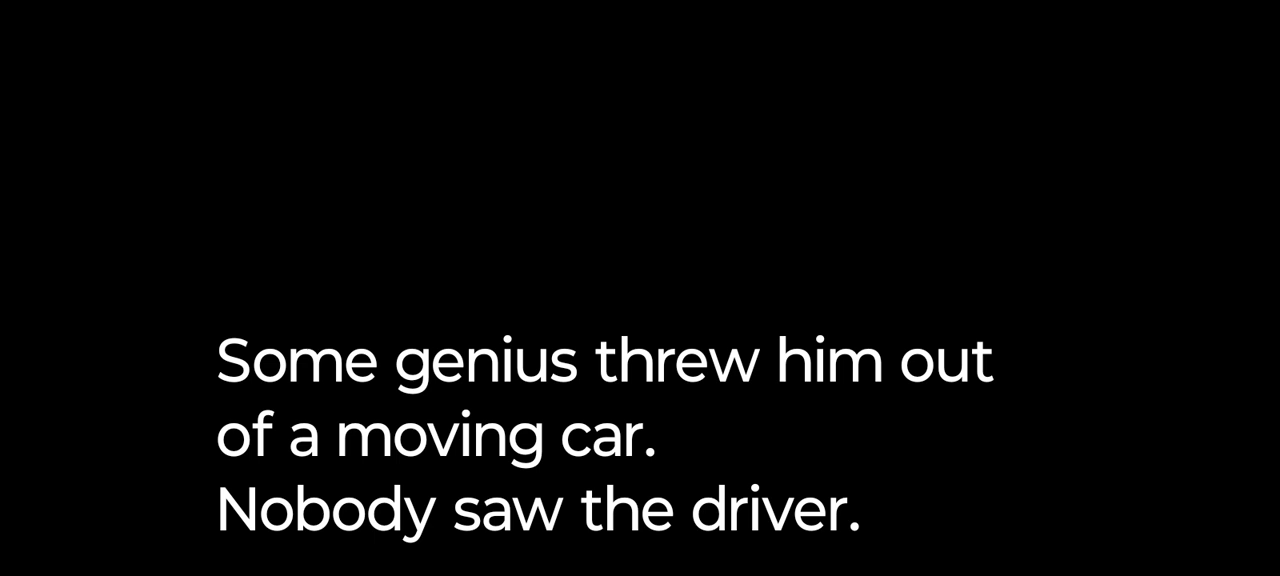 Some genius threw him out
of a moving car.
Nobody saw the driver.